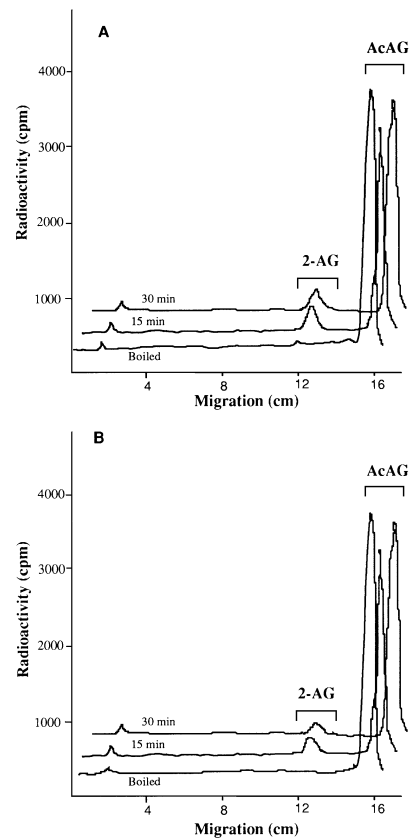 A
AcAG
4000
3000
2000
1000
Radioactivity (cpm)
2-AG
30 min
15 min
Boiled
4
8
12
16
Migration (cm)
B
AcAG
4000
3000
2000
1000
Radioactivity (cpm)
2-AG
30 min
15 min
Boiled
4
8
12
16
Migration (cm)